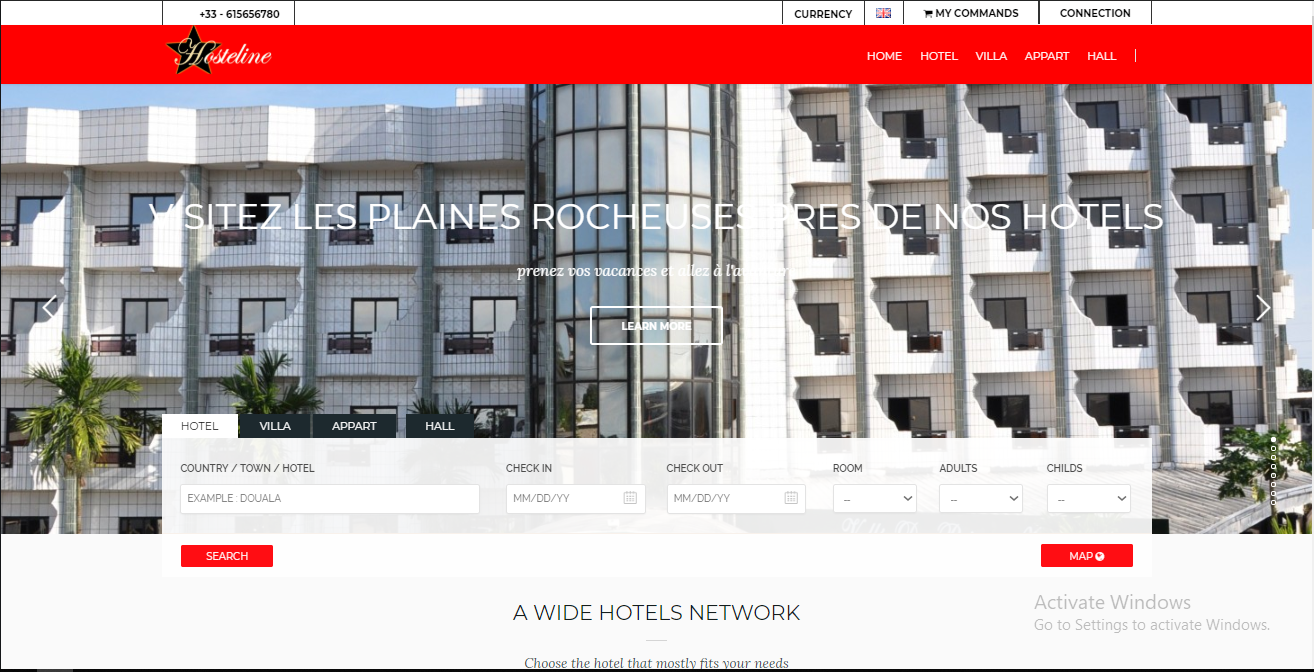 +33 - 615656780
CURRENCY
MY COMMANDS
CONNECTION
Hosteline
HOME
HOTEL
VILLA
APPART
HALL
VISITEZ LES PLAINES ROCHEUSES PRES DE NOS HOTELS
prenez vos vacances et allez à
LEARN MORE
HOTEL
VILLA
APPART
HALL
COUNTRY / TOWN / HOTEL
CHECK IN
CHECK OUT
ROOM
ADULTS
CHILDS
EXAMPLE : DOUALA
MM/DD/YY
MM/DD/YY
--
--
--
SEARCH
MAP
A WIDE HOTELS NETWORK
Activate Windows
Go to Settings to activate Windows.
Choose the hotel that mostly fits your needs